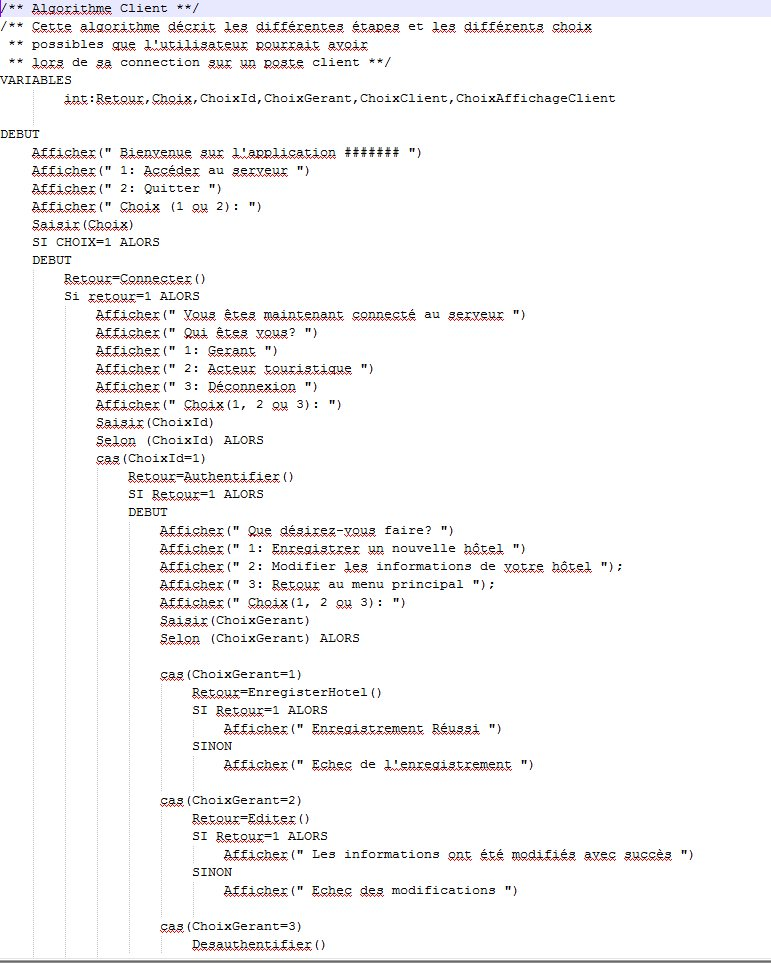 /** Algorithme Client **/
/** Cette algorithme décrit les différentes étapes et les différents choix
** possibles que l'utilisateur pourrait avoir
** lors de sa connection sur un poste client **/
VARIABLES
int:Retour,Choix,ChoixId,ChoixGerant,ChoixClient,ChoixAffichageClient
DEBUT
Afficher(" Bienvenue sur l'application ####### ")
Afficher(" 1: Accéder au serveur ")
Afficher(" 2: Quitter ")
Afficher(" Choix (1 ou 2): ")
Saisir(Choix)
SI CHOIX=1 ALORS
DEBUT
Retour=Connecter()
Si retour=1 ALORS
Afficher(" Vous êtes maintenant connecté au serveur ")
Afficher(" Qui êtes vous? ")
Afficher(" 1: Gerant ")
Afficher(" 2: Acteur touristique ")
Afficher(" 3: Déconnexion ")
Afficher(" Choix(1, 2 ou 3): ")
Saisir(ChoixId)
Selon (ChoixId) ALORS
cas(ChoixId=1)
Retour=Authentifier()
SI Retour=1 ALORS
DEBUT
Afficher(" Que désirez-vous faire? ")
Afficher(" 1: Enregistrer un nouvelle hôtel ")
Afficher(" 2: Modifier les informations de votre hôtel ");
Afficher(" 3: Retour au menu principal ");
Afficher(" Choix(1, 2 ou 3): ")
Saisir(ChoixGerant)
Selon (ChoixGerant) ALORS
cas(ChoixGerant=1)
Retour=EnregisterHotel()
SI Retour=1 ALORS
Afficher(" Enregistrement Réussi ")
SINON
Afficher(" Echec de l'enregistrement ")
cas(ChoixGerant=2)
Retour=Editer()
SI Retour=1 ALORS
Afficher(" Les informations ont été modifiés avec succès ")
SINON
Afficher(" Echec des modifications ")
cas(ChoixGerant=3)
Desauthentifier()